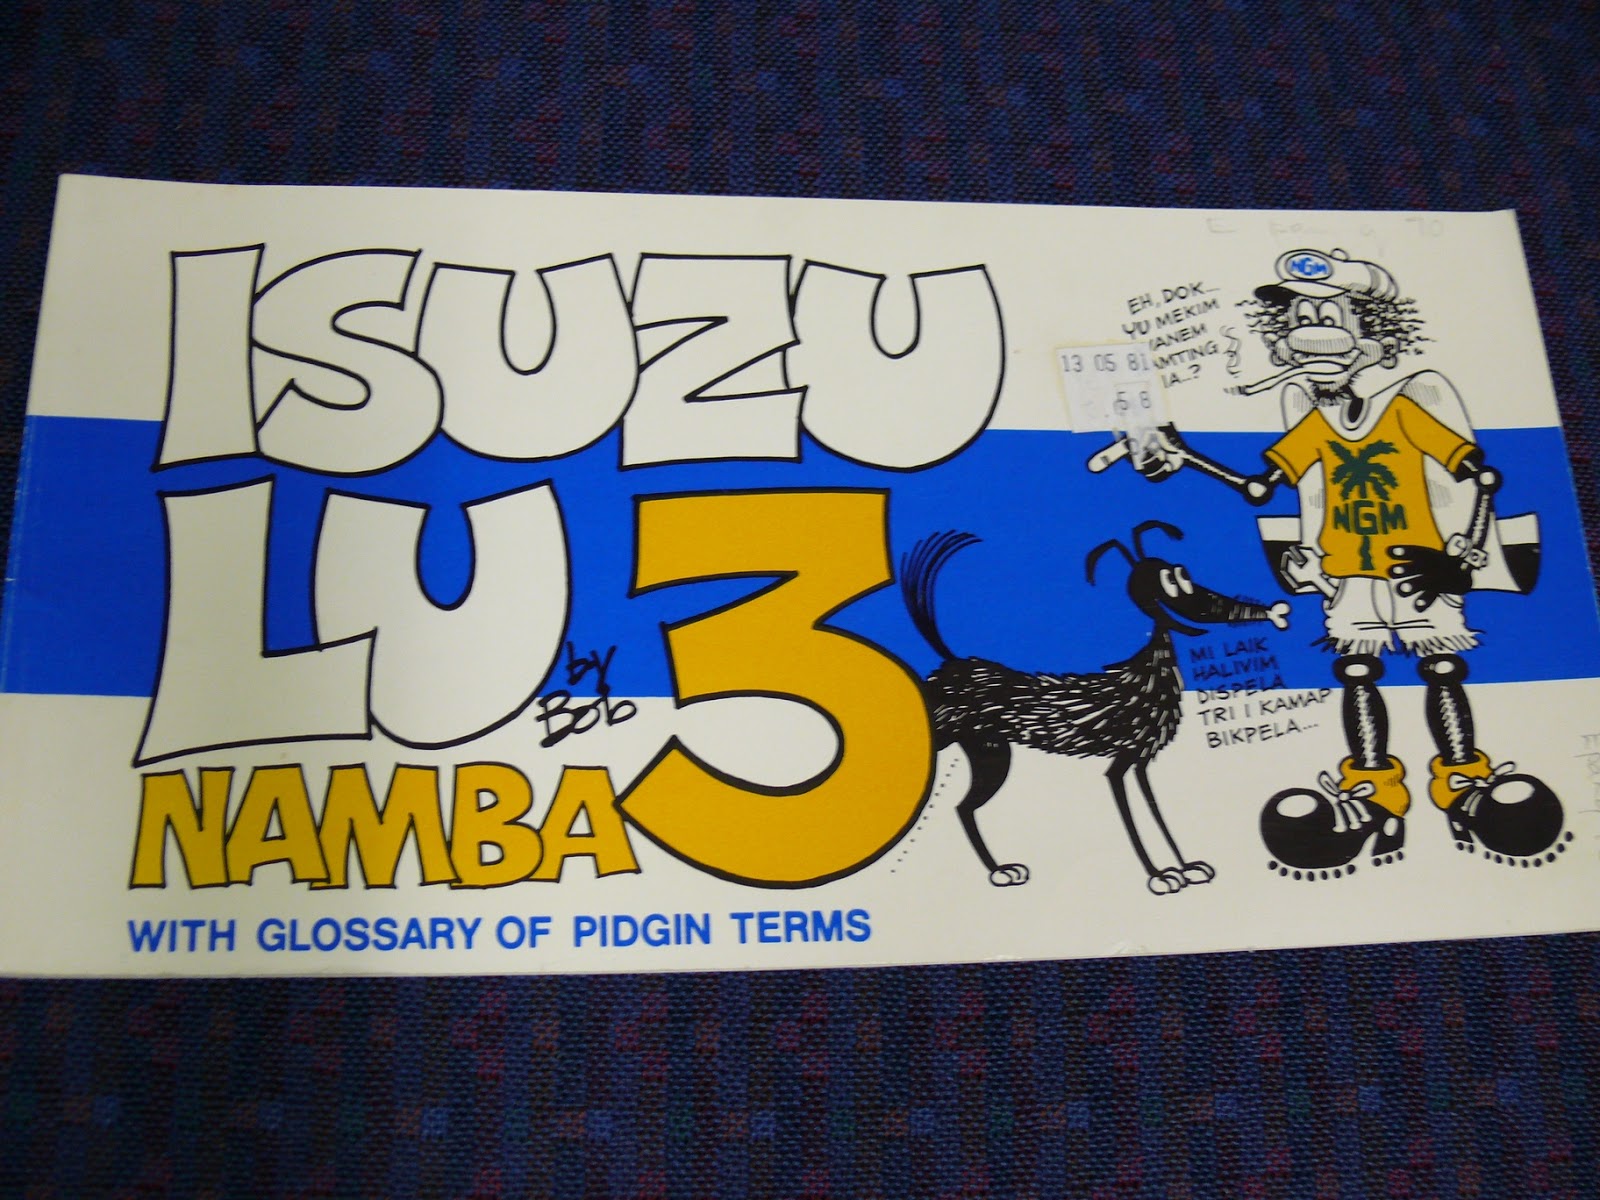 ISUZU
LU
by
Bob
NAMBA 3
WITH GLOSSARY OF PIDGIN TERMS
EH, DOK...
YU MEKIM
13 05 81
58
NGM
NGM
MI LAIK
HALIVIM
DISPELA
TRI I KAMAP
BIKPELA...